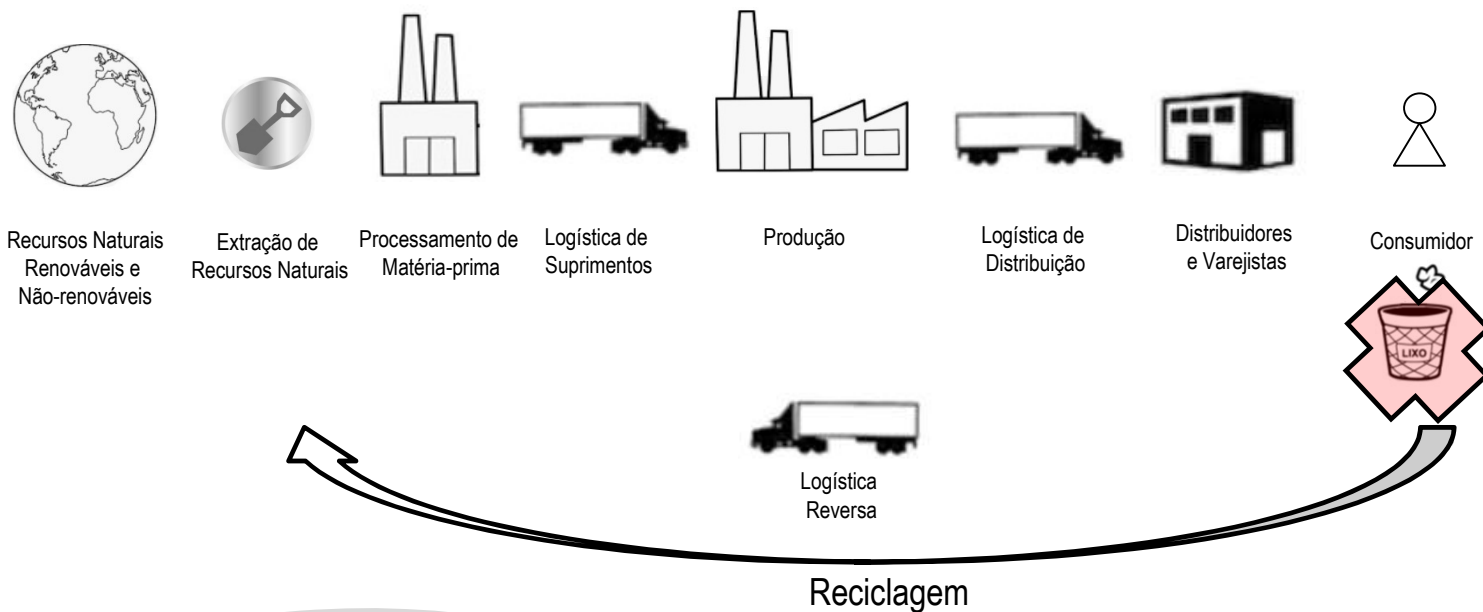 Recursos Naturais
Renováveis e
Não-renováveis
Extração de
Recursos Naturais
Processamento de
Matéria-prima
Logística de
Suprimentos
Produção
Logística de
Distribuição
Distribuidores
e Varejistas
Consumidor
LIXO
Logística
Reversa
Reciclagem